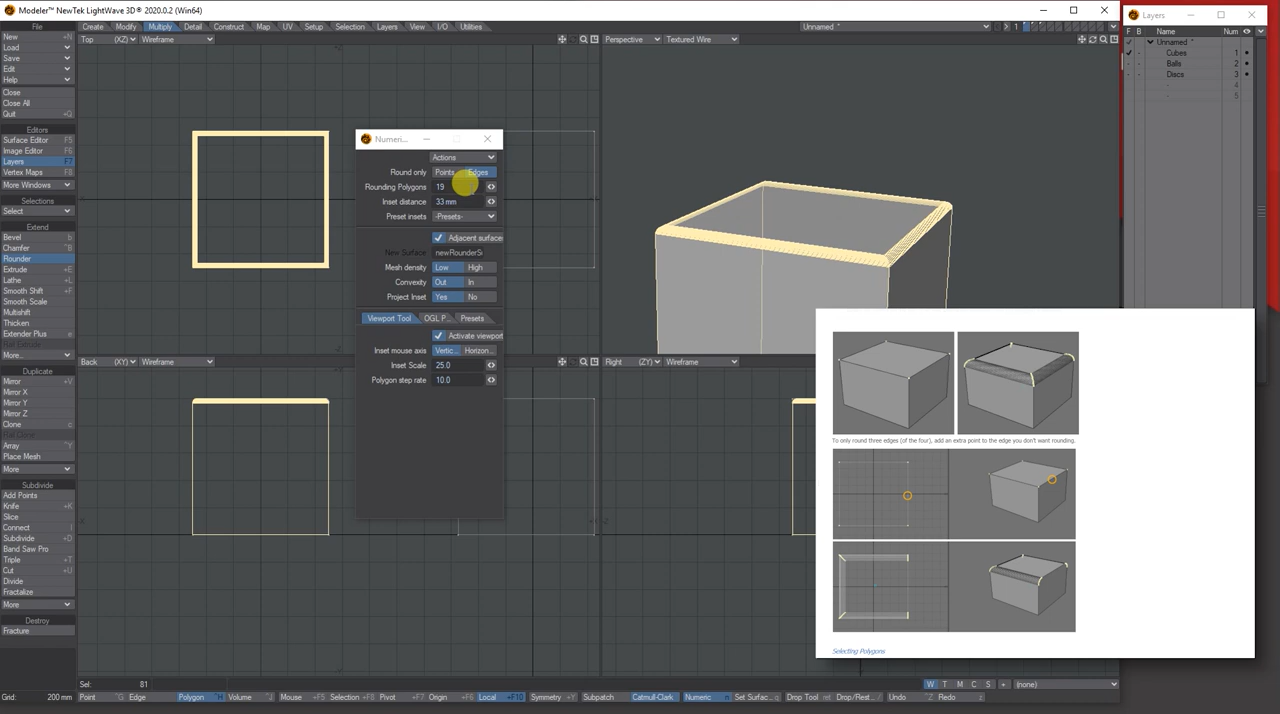 Modeler™ NewTek LightWave 3D® 2020.0.2 (Win64)
File
Create Modify Multiply Detail Construct Map UV Setup Selection Layers View I/O Utilities
Unnamed * 1
New +N
Load
Save
Edit
Help
Close
Close All
Quit +Q
Editors
Surface Editor F5
Image Editor F6
Layers F7
Vertex Maps F8
More Windows
Selections
Select
Extend
Bevel b
Chamfer ^B
Rounder
Extrude +E
Lathe +L
Smooth Shift +F
Smooth Scale
Multishift
Thicken
Extender Plus e
More...
Duplicate
Mirror +V
Mirror X
Mirror Y
Mirror Z
Clone c
Array ^Y
Place Mesh
More
Subdivide
Add Points
Knife +K
Slice
Connect l
Subdivide +D
Band Saw Pro
Triple +T
Cut +U
Divide
Fractalize
More
Destroy
Fracture
Top (XZ) Wireframe
Perspective Textured Wire
Back (XY) Wireframe
Right (ZY) Wireframe
Numeri...
Actions
Round only Points Edges
Rounding Polygons 19
Inset distance 33 mm
Preset insets -Presets-
Adjacent surface
New Surface newRounderS
Mesh density Low High
Convexity Out In
Project Inset Yes No
Viewport Tool OGL P... Presets
Activate viewport
Inset mouse axis Vertic... Horizon...
Inset Scale 25.0
Polygon step rate 10.0
Layers
F B Name Num
Unnamed *
Cubes 1
Balls 2
Discs 3
- 4
- 5
To only round three edges (of the four), add an extra point to the edge you don't want rounding.
Selecting Polygons
Sel: 81
W T M C S + (none)
Grid: 200 mm Point ^G Edge Polygon ^H Volume ^J Mouse +F5 Selection +F8 Pivot +F7 Origin +F6 Local +F10 Symmetry +Y Subpatch Catmull-Clark Numeric n Set Surfac... Drop Tool Drop/Rest... / Undo z Redo z